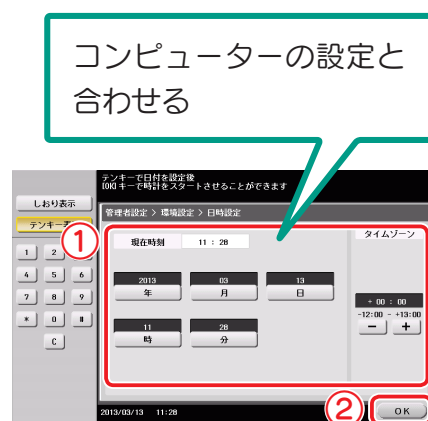 コンピューターの設定と
合わせる
テンキーで日付を設定後
[OK]キーで時計をスタートさせることができます
しおり表示
テンキー
管理者設定 > 環境設定 > 日時設定
①
現在時刻 11 : 28
タイムゾーン
1 2
4 5 6
7 8 9
* 0 #
C
2013 03 13
年 月 日
11 28
時 分
+ 00 : 00
-12:00 - +13:00
- +
2013/03/13 11:28
②
OK